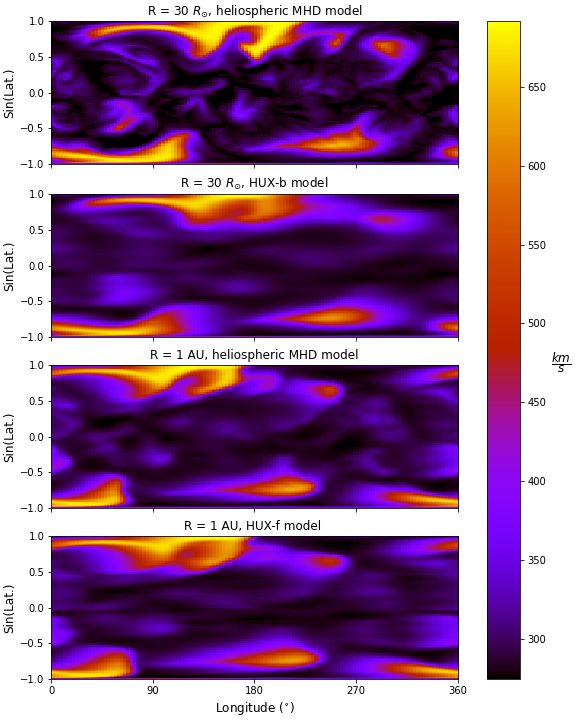 R = 30 R☉, heliospheric MHD model
1.0
0.5
0.0
−0.5
−1.0
Sin(Lat.)
R = 30 R☉, HUX-b model
1.0
0.5
0.0
−0.5
−1.0
Sin(Lat.)
R = 1 AU, heliospheric MHD model
1.0
0.5
0.0
−0.5
−1.0
Sin(Lat.)
R = 1 AU, HUX-f model
1.0
0.5
0.0
−0.5
−1.0
Sin(Lat.)
0 90 180 270 360
Longitude (°)
650
600
550
500
450
400
350
300
km
s